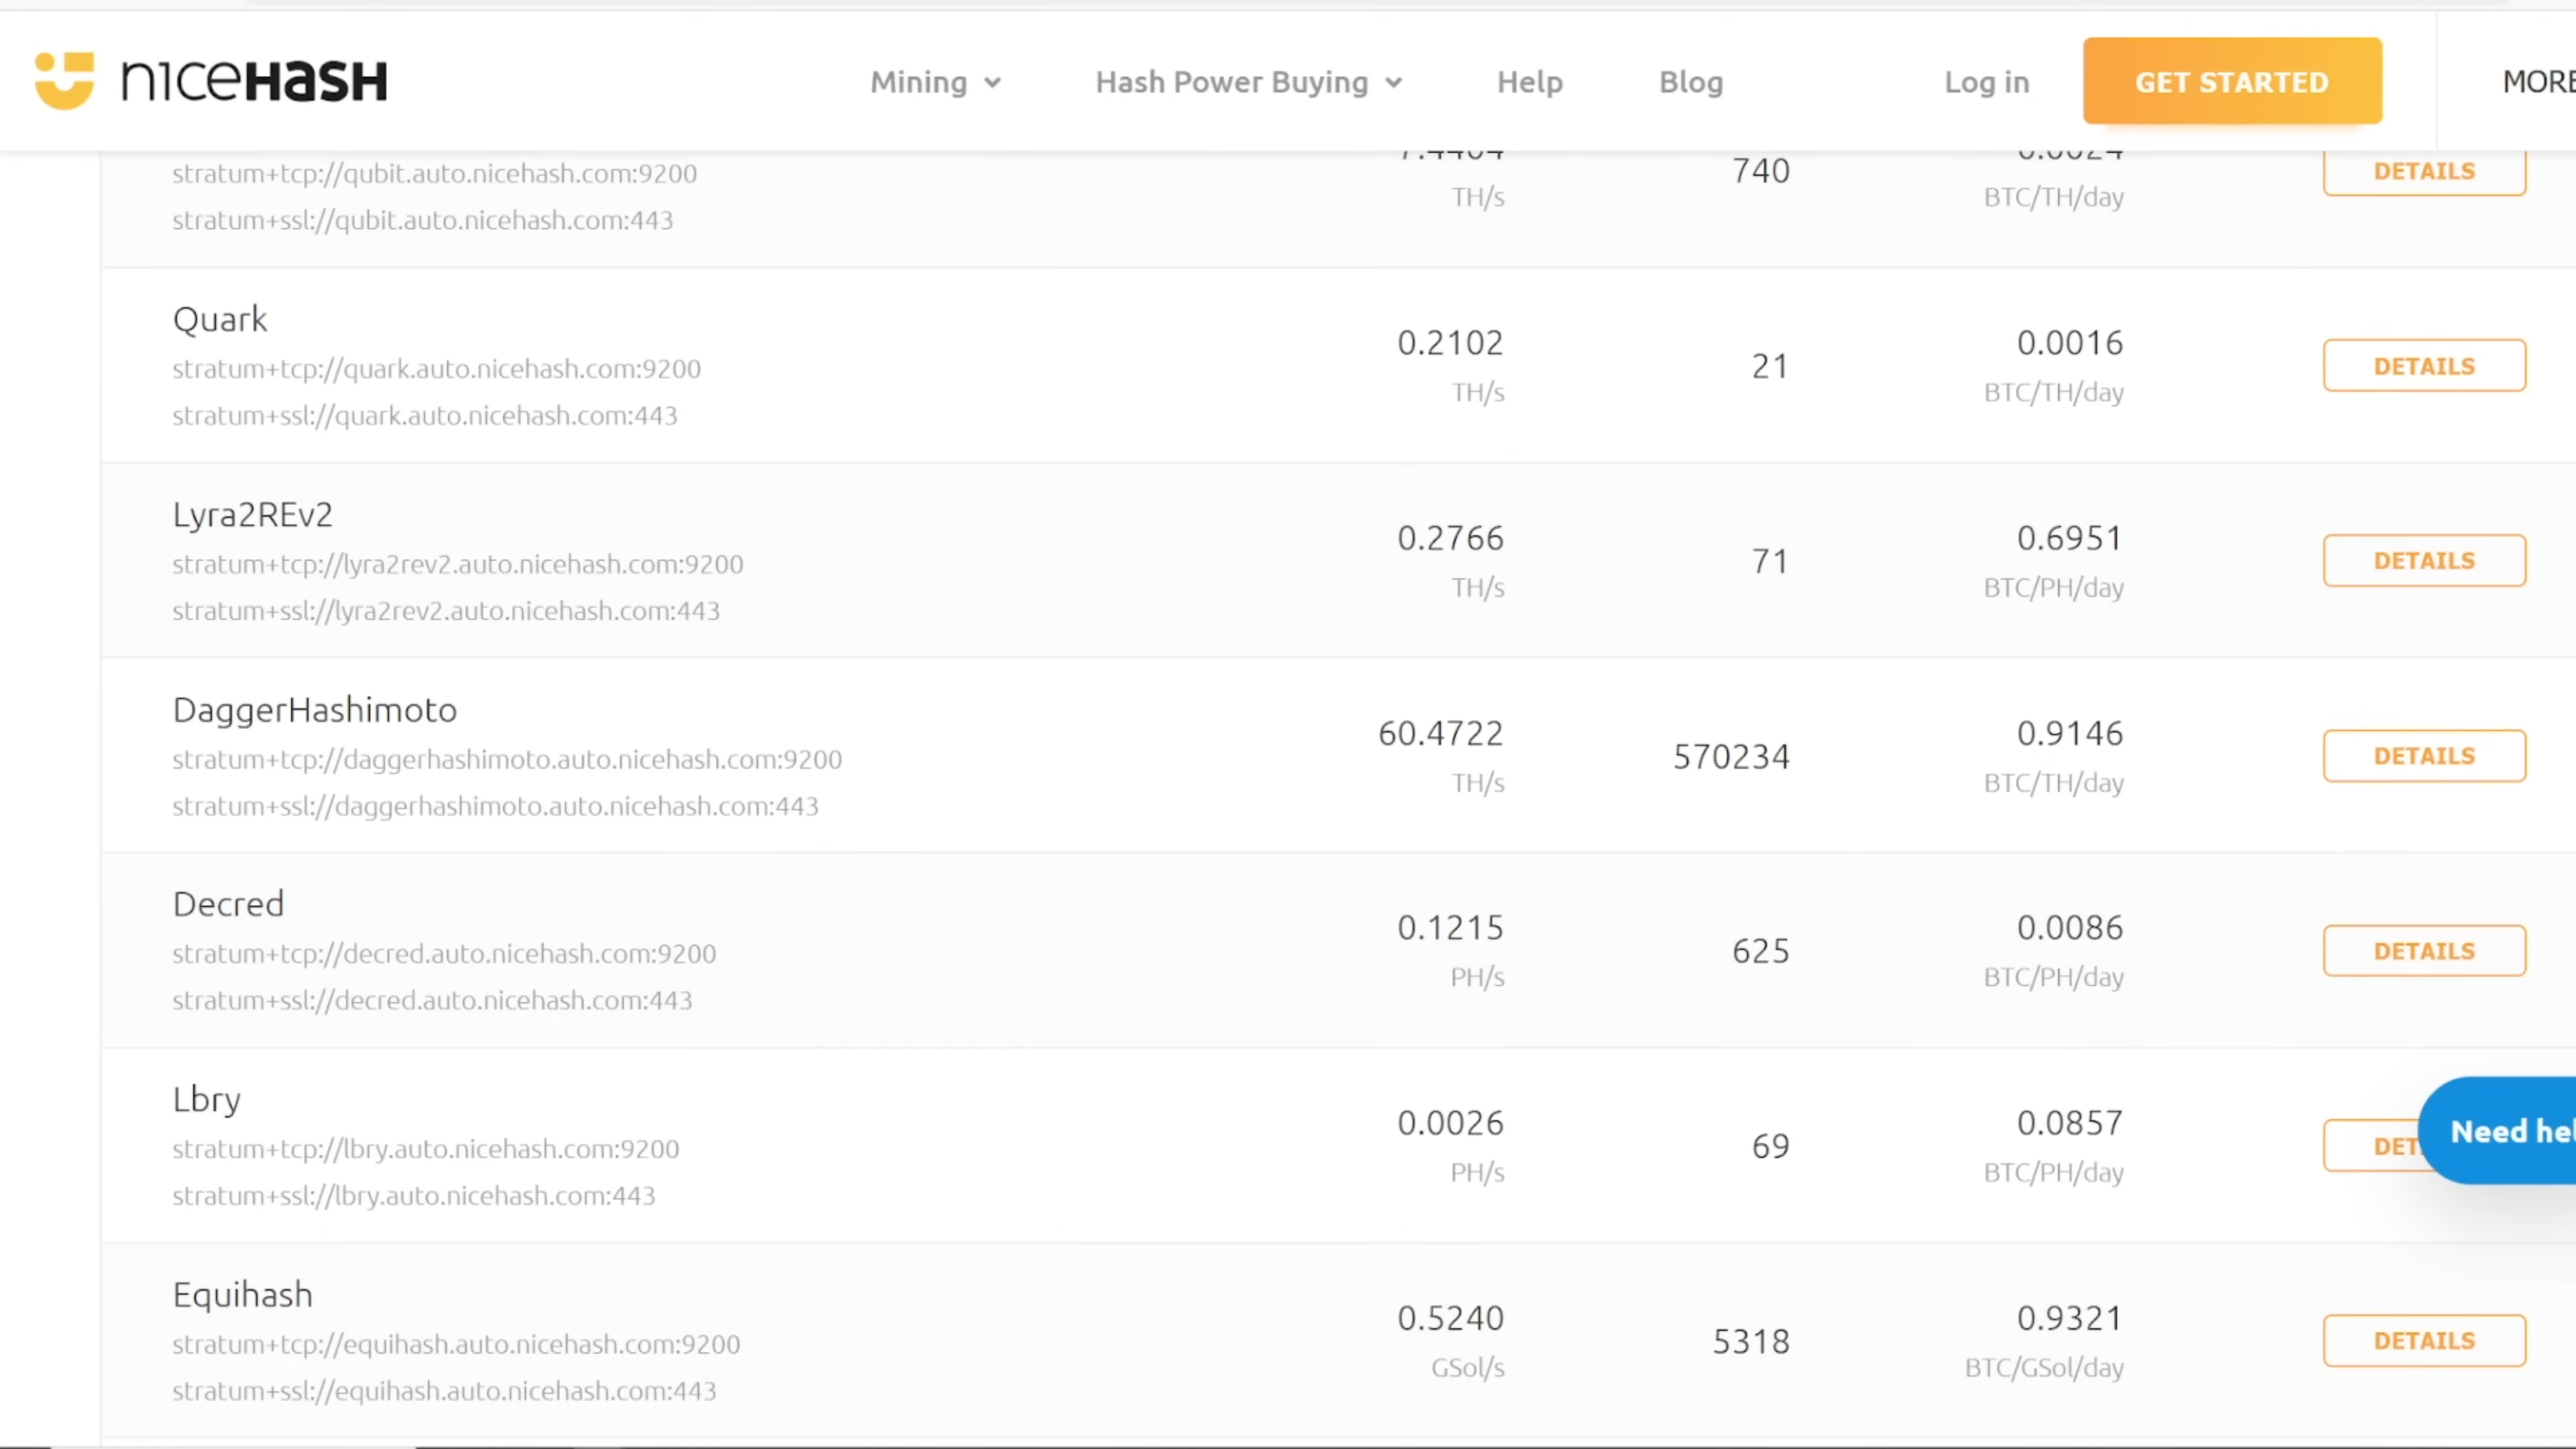 nıceHasH
Mining
Hash Power Buying
Help
Blog
Log in
GET STARTED
MORE
stratum+tcp://qubit.auto.nicehash.com:9200
stratum+ssl://qubit.auto.nicehash.com:443
7.4404
TH/s
740
0.0024
BTC/TH/day
DETAILS
Quark
stratum+tcp://quark.auto.nicehash.com:9200
stratum+ssl://quark.auto.nicehash.com:443
0.2102
TH/s
21
0.0016
BTC/TH/day
DETAILS
Lyra2REv2
stratum+tcp://lyra2rev2.auto.nicehash.com:9200
stratum+ssl://lyra2rev2.auto.nicehash.com:443
0.2766
TH/s
71
0.6951
BTC/PH/day
DETAILS
DaggerHashimoto
stratum+tcp://daggerhashimoto.auto.nicehash.com:9200
stratum+ssl://daggerhashimoto.auto.nicehash.com:443
60.4722
TH/s
570234
0.9146
BTC/TH/day
DETAILS
Decred
stratum+tcp://decred.auto.nicehash.com:9200
stratum+ssl://decred.auto.nicehash.com:443
0.1215
PH/s
625
0.0086
BTC/PH/day
DETAILS
Lbry
stratum+tcp://lbry.auto.nicehash.com:9200
stratum+ssl://lbry.auto.nicehash.com:443
0.0026
PH/s
69
0.0857
BTC/PH/day
DET
Need hel
Equihash
stratum+tcp://equihash.auto.nicehash.com:9200
stratum+ssl://equihash.auto.nicehash.com:443
0.5240
GSol/s
5318
0.9321
BTC/GSol/day
DETAILS